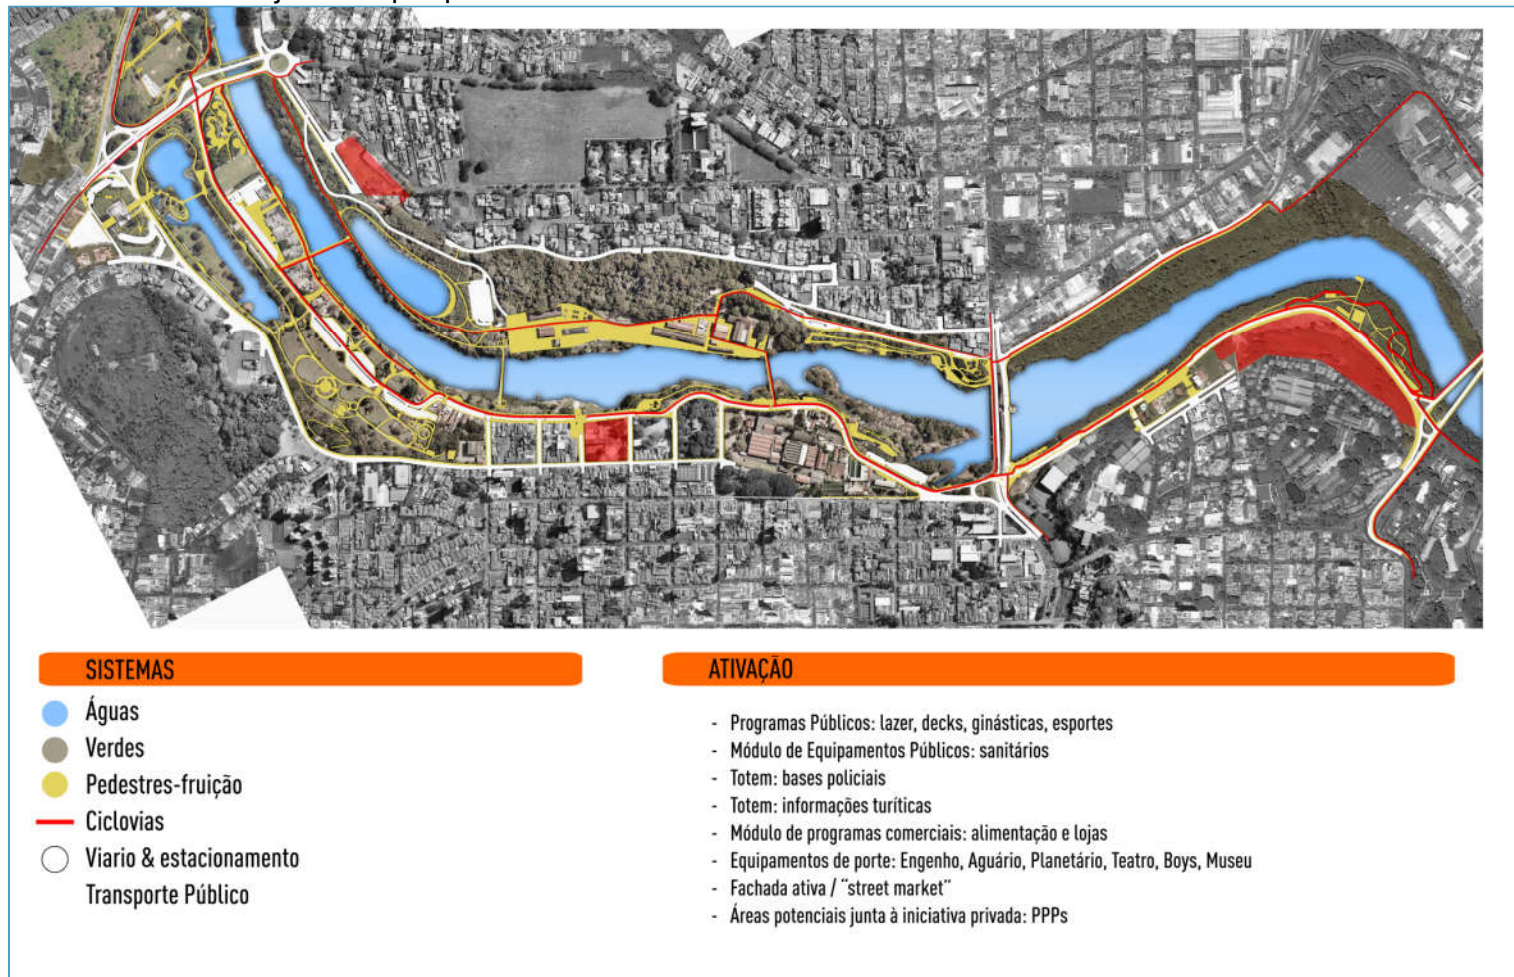 SISTEMAS
Águas
Verdes
Pedestres-fruição
Ciclovias
Viario & estacionamento
Transporte Público
ATIVAÇÃO
- Programas Públicos: lazer, decks, ginásticas, esportes
- Módulo de Equipamentos Públicos: sanitários
- Totem: bases policiais
- Totem: informações turíticas
- Módulo de programas comerciais: alimentação e lojas
- Equipamentos de porte: Engenho, Aguário, Planetário, Teatro, Boys, Museu
- Fachada ativa / ¨street market¨
- Áreas potenciais junta à iniciativa privada: PPPs